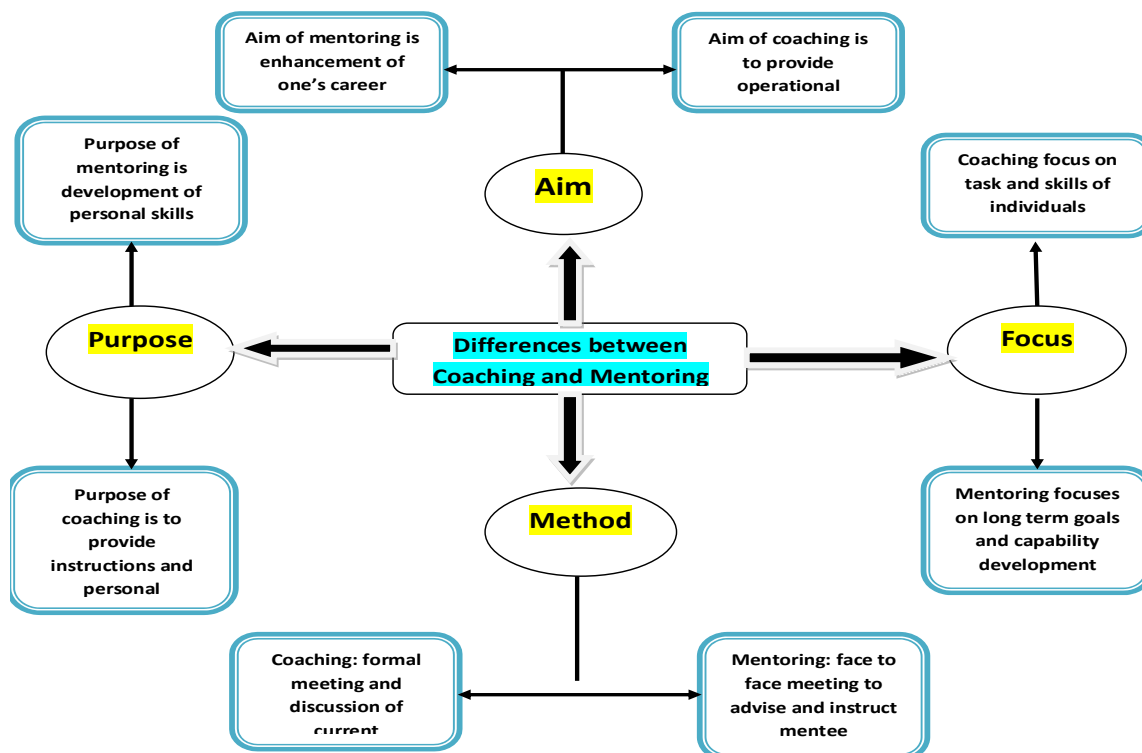 Aim of mentoring is
enhancement of
one’s career
Aim of coaching is
to provide
operational
Purpose of
mentoring is
development of
personal skills
Aim
Coaching focus on
task and skills of
individuals
Purpose
Differences between
Coaching and Mentoring
Focus
Purpose of
coaching is to
provide
instructions and
personal
Method
Mentoring focuses
on long term goals
and capability
development
Coaching: formal
meeting and
discussion of
current
Mentoring: face to
face meeting to
advise and instruct
mentee